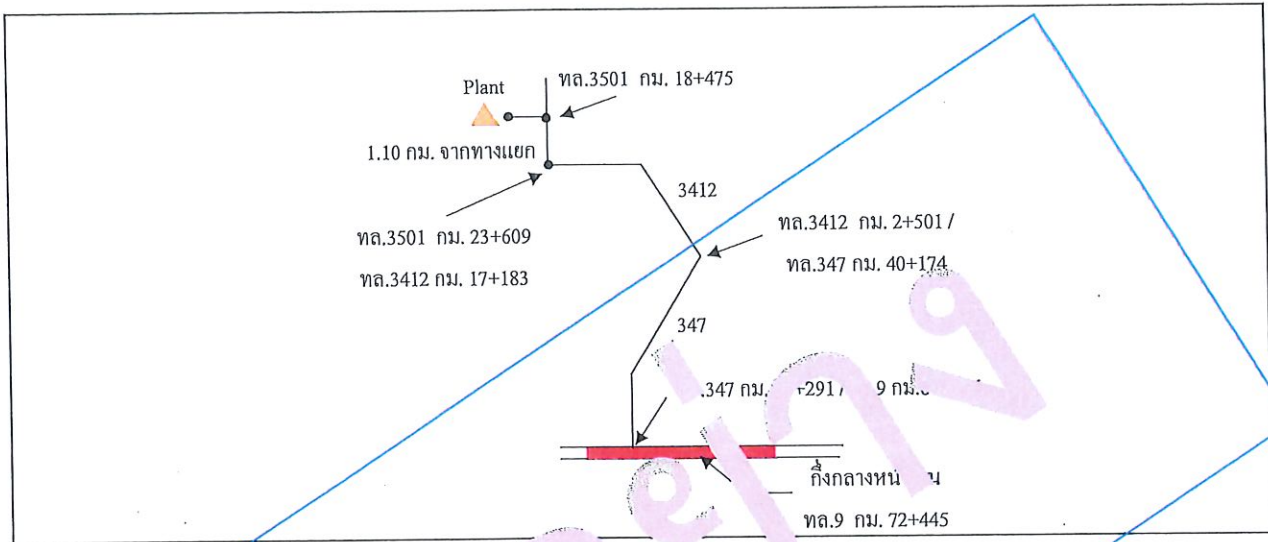 ทล.3501 กม. 18+475
Plant
1.10 กม. จากทางแยก
3412
ทล.3501 กม. 23+609
ทล.3412 กม. 17+183
ทล.3412 กม. 2+501 /
ทล.347 กม. 40+174
347
.347 กม. +291 / 9 กม.
กึ่งกลาง
ทล.9 กม. 72+445